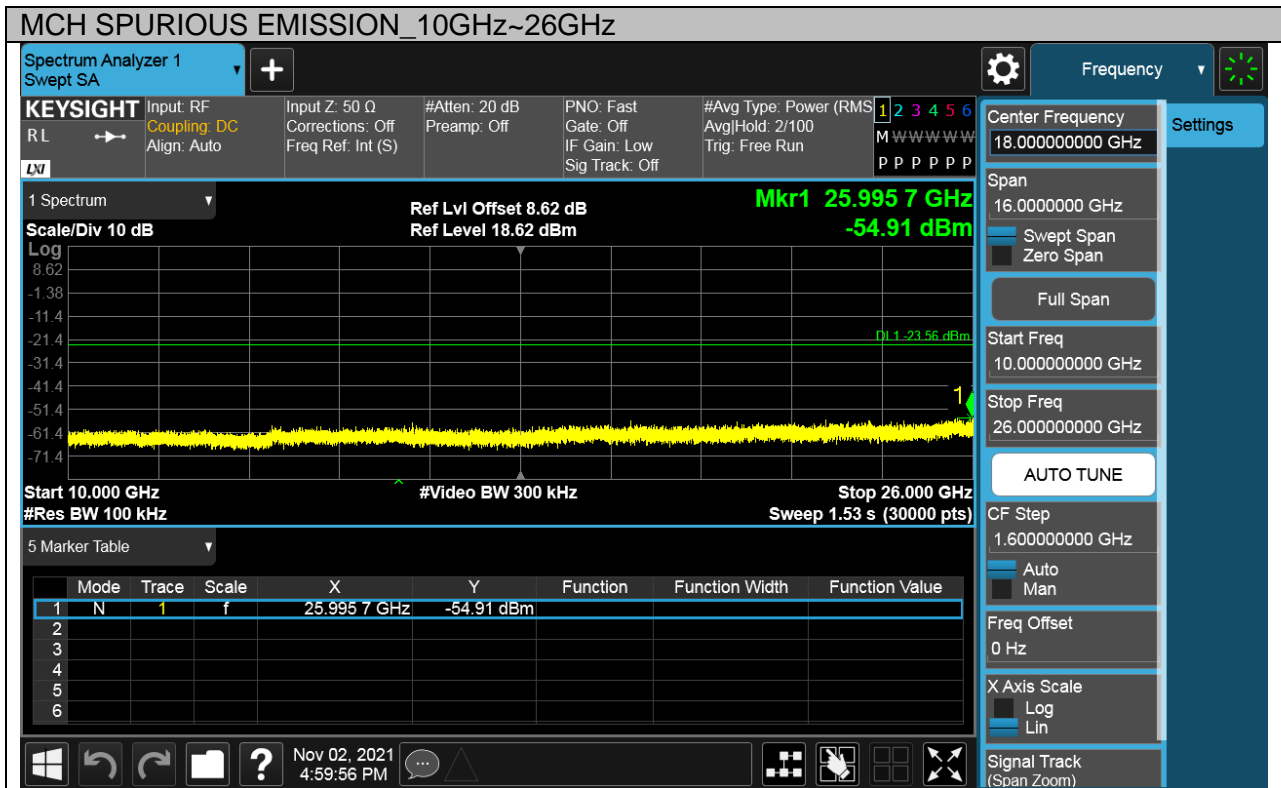 MCH SPURIOUS EMISSION_10GHz~26GHz
Spectrum Analyzer 1
Swept SA
Frequency
KEYSIGHT
RL
LXI
Input: RF
Coupling: DC
Align: Auto
Input Z: 50 Ω
Corrections: Off
Freq Ref: Int (S)
#Atten: 20 dB
Preamp: Off
PNO: Fast
Gate: Off
IF Gain: Low
Sig Track: Off
#Avg Type: Power (RMS
Avg|Hold: 2/100
Trig: Free Run
1 2 3 4 5 6
M W W W W W
P P P P P P
1 Spectrum
Scale/Div 10 dB
Ref Lvl Offset 8.62 dB
Ref Level 18.62 dBm
Mkr1 25.995 7 GHz
-54.91 dBm
Log
8.62
-1.38
-11.4
-21.4
-31.4
-41.4
-51.4
-61.4
-71.4
DL1 -23.56 dBm
1
Start 10.000 GHz
#Res BW 100 kHz
#Video BW 300 kHz
Stop 26.000 GHz
Sweep 1.53 s (30000 pts)
5 Marker Table
Mode Trace Scale X Y Function Function Width Function Value
1 N 1 f 25.995 7 GHz -54.91 dBm
2
3
4
5
6
Nov 02, 2021
4:59:56 PM
?
Center Frequency
18.000000000 GHz
Span
16.0000000 GHz
Swept Span
Zero Span
Full Span
Start Freq
10.000000000 GHz
Stop Freq
26.000000000 GHz
AUTO TUNE
CF Step
1.600000000 GHz
Auto
Man
Freq Offset
0 Hz
X Axis Scale
Log
Lin
Signal Track
(Span Zoom)
Settings